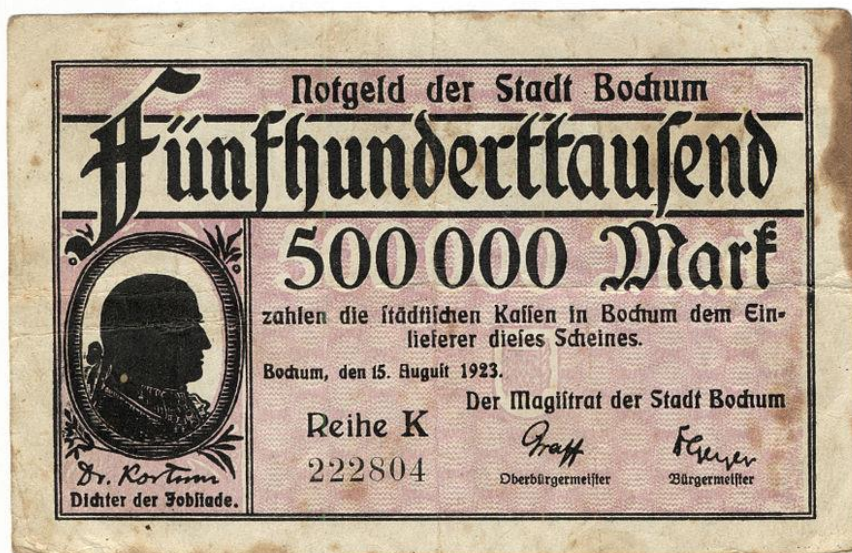 Notgeld der Stadt Bochum
Fünfhunderttauſend
500 000 Mark
zahlen die ſtädtiſchen Kaſſen in Bochum dem Ein-
lieferer dieſes Scheines.
Bochum, den 15. Auguſt 1923.
Der Magiſtrat der Stadt Bochum
Reihe K
222804
Graff
Oberbürgermeiſter
Geyer
Bürgermeiſter
Dr. Kortum
Dichter der Jobſiade.